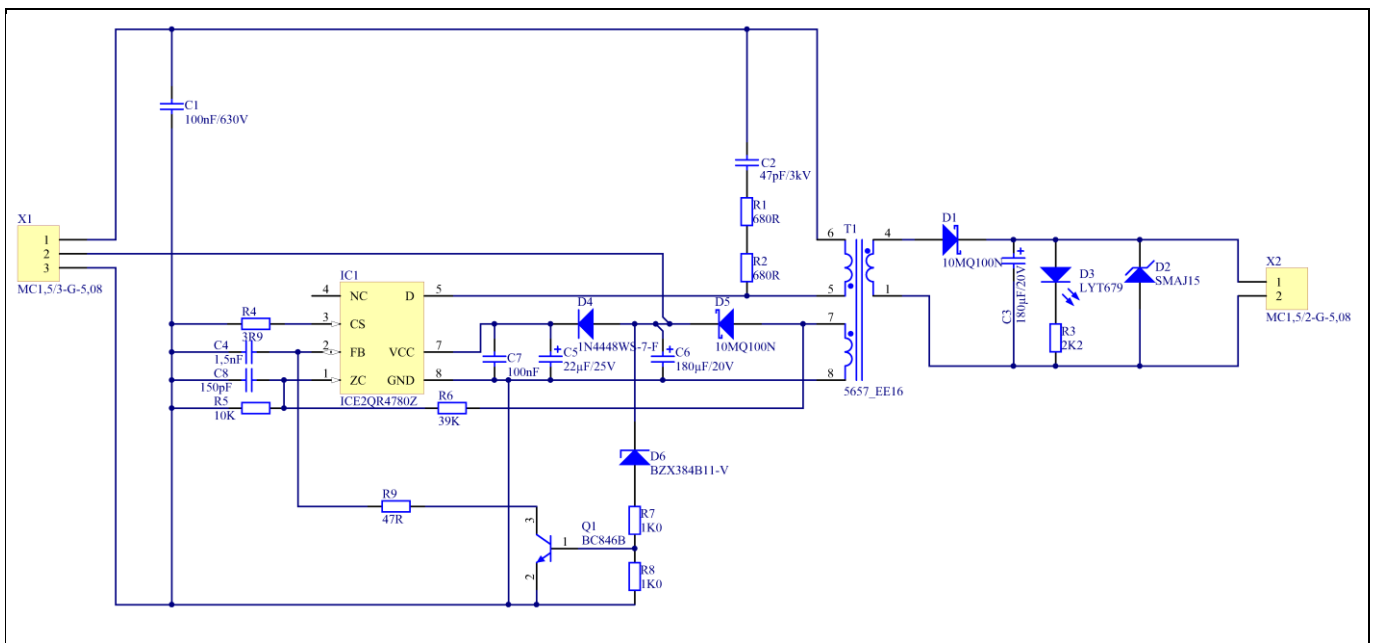 C1
100nF/630V
C2
47pF/3kV
R1
680R
R2
680R
X1
1
2
3
MC1,5/3-G-5,08
T1
6
4
5
1
7
8
5657_EE16
D1
10MQ100N
C3
180µF/20V
+
D3
LYT679
R3
2K2
D2
SMAJ15
X2
1
2
MC1,5/2-G-5,08
IC1
4
NC
D
5
3
CS
2
FB
VCC
7
1
ZC
GND
8
ICE2QR4780Z
R4
3R9
C4
1,5nF
C8
150pF
R5
10K
R6
39K
C7
100nF
+
C5
22µF/25V
D4
1N4448WS-7-F
+
C6
180µF/20V
D5
10MQ100N
D6
BZX384B11-V
R9
47R
3
Q1
BC846B
1
2
R7
1K0
R8
1K0